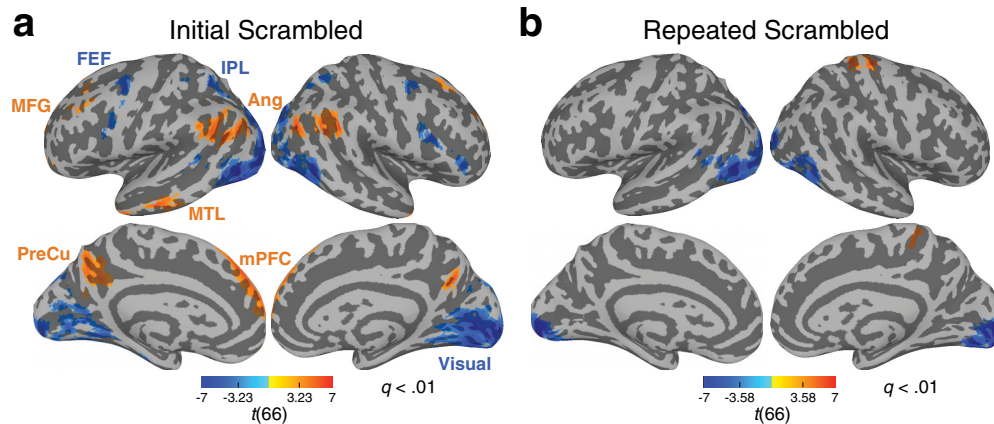 a Initial Scrambled
FEF
IPL
MFG
Ang
MTL
PreCu
mPFC
Visual
-7 -3.23 3.23 7
t(66)
q < .01
b Repeated Scrambled
-7 -3.58 3.58 7
t(66)
q < .01